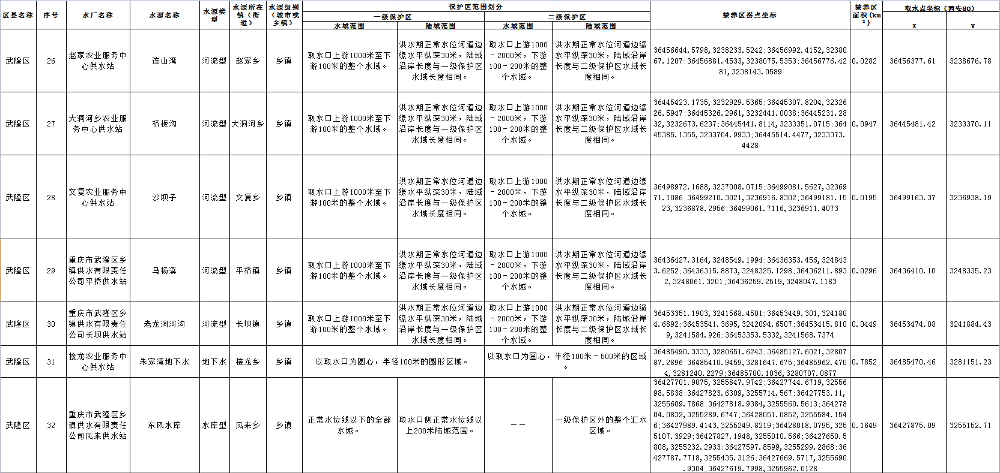 区县名称
序号
水厂名称
水源名称
水源类
型
水源所在
镇（街
道）
水源级别
（城市或
乡镇）
保护区范围划分
一级保护区
二级保护区
水域范围
陆域范围
水域范围
陆域范围
禁养区拐点坐标
禁养区
面积(km
²)
取水点坐标（西安80）
X
Y
武隆区
26
赵家农业服务中
心供水站
连山湾
河流型
赵家乡
乡镇
取水口上游1000米至下
游100米的整个水域。
洪水期正常水位河道边
缘水平纵深30米，陆域
沿岸长度与一级保护区
水域长度相同。
取水口上游1000
-2000米，下游
100-200米的整
个水域。
洪水期正常水位河道边缘
水平纵深30米，陆域沿岸
长度与二级保护区水域长
度相同。
36456644.5798,3238233.5242;36456992.4152,32380
67.1207;36456881.4533,3238075.5353;36456776.42
81,3238143.0589
0.0282
36456377.61
3238676.78
武隆区
27
大洞河乡农业服
务中心供水站
桥板沟
河流型
大洞河乡
乡镇
取水口上游1000米至下
游100米的整个水域。
洪水期正常水位河道边
缘水平纵深30米，陆域
沿岸长度与一级保护区
水域长度相同。
取水口上游1000
-2000米，下游
100-200米的整
个水域。
洪水期正常水位河道边缘
水平纵深30米，陆域沿岸
长度与二级保护区水域长
度相同。
36445423.1735,3232929.5365;36445307.8204,32326
26.5947;36445326.2961,3232441.0038;36445231.28
32,3232673.6237;36445441.8114,3233351.0715;364
45385.1355,3233704.9933;36445514.4477,3233373.
4428
0.0947
36445481.42
3233370.11
武隆区
28
文复农业服务中
心供水站
沙坝子
河流型
文复乡
乡镇
取水口上游1000米至下
游100米的整个水域。
洪水期正常水位河道边
缘水平纵深30米，陆域
沿岸长度与一级保护区
水域长度相同。
取水口上游1000
-2000米，下游
100-200米的整
个水域。
洪水期正常水位河道边缘
水平纵深30米，陆域沿岸
长度与二级保护区水域长
度相同。
36498972.1688,3237008.0715;36499081.5627,32369
71.1086;36499210.3021,3236916.8302;36499181.15
23,3236878.2956;36499061.7116,3236911.4073
0.0195
36499163.37
3236938.19
武隆区
29
重庆市武隆区乡
镇供水有限责任
公司平桥供水站
乌杨溪
河流型
平桥镇
乡镇
取水口上游1000米至下
游100米的整个水域。
洪水期正常水位河道边
缘水平纵深30米，陆域
沿岸长度与一级保护区
水域长度相同。
取水口上游1000
-2000米，下游
100-200米的整
个水域。
洪水期正常水位河道边缘
水平纵深30米，陆域沿岸
长度与二级保护区水域长
度相同。
36436427.3164,3248549.1994;36436353.456,324843
3.6252;36436315.8873,3248325.1298;36436211.893
2,3248061.3201;36436259.2519,3248047.1183
0.0296
36436410.10
3248335.23
武隆区
30
重庆市武隆区乡
镇供水有限责任
公司长坝供水站
老龙洞河沟
河流型
长坝镇
乡镇
取水口上游1000米至下
游100米的整个水域。
洪水期正常水位河道边
缘水平纵深30米，陆域
沿岸长度与一级保护区
水域长度相同。
取水口上游1000
-2000米，下游
100-200米的整
个水域。
洪水期正常水位河道边缘
水平纵深30米，陆域沿岸
长度与二级保护区水域长
度相同。
36453351.1903,3241568.4501;36453449.301,324180
4.6892;36453541.3695,3242094.6507;36453415.810
9,3241584.926;36453353.5332,3241568.7374
0.0449
36453474.08
3241884.43
武隆区
31
接龙农业服务中
心供水站
朱家湾地下水
地下水
接龙乡
乡镇
以取水口为圆心，半径100米的圆形区域。
以取水口为圆心，半径100米-500米的区域
。
36485490.3333,3280651.6243;36485127.6021,32807
87.2896;36485410.9459,3281647.675;36485962.470
4,3281240.2279;36485700.1036,3280707.0877
0.7852
36485470.46
3281151.23
武隆区
32
重庆市武隆区乡
镇供水有限责任
公司凤来供水站
东风水库
水库型
凤来乡
乡镇
正常水位线以下的全部
水域。
取水口侧正常水位线以
上200米陆域范围。
——
一级保护区外的整个汇水
区域。
36427701.9075,3255847.9742;36427744.6719,32556
98.5838;36427823.6309,3255714.567;36427753.11,
3255609.7868;36427818.9384,3255560.5613;364278
04.0832,3255289.6747;36428051.0852,3255584.154
6;36427989.4143,3255249.8219;36428018.0795,325
5107.3929;36427827.1948,3255010.566;36427650.5
808,3255232.2933;36427597.8599,3255299.2868;36
427787.7718,3255435.3126;36427669.5717,3255690
.9304;36427619.7998,3255962.0128
0.1649
36427875.09
3255152.71